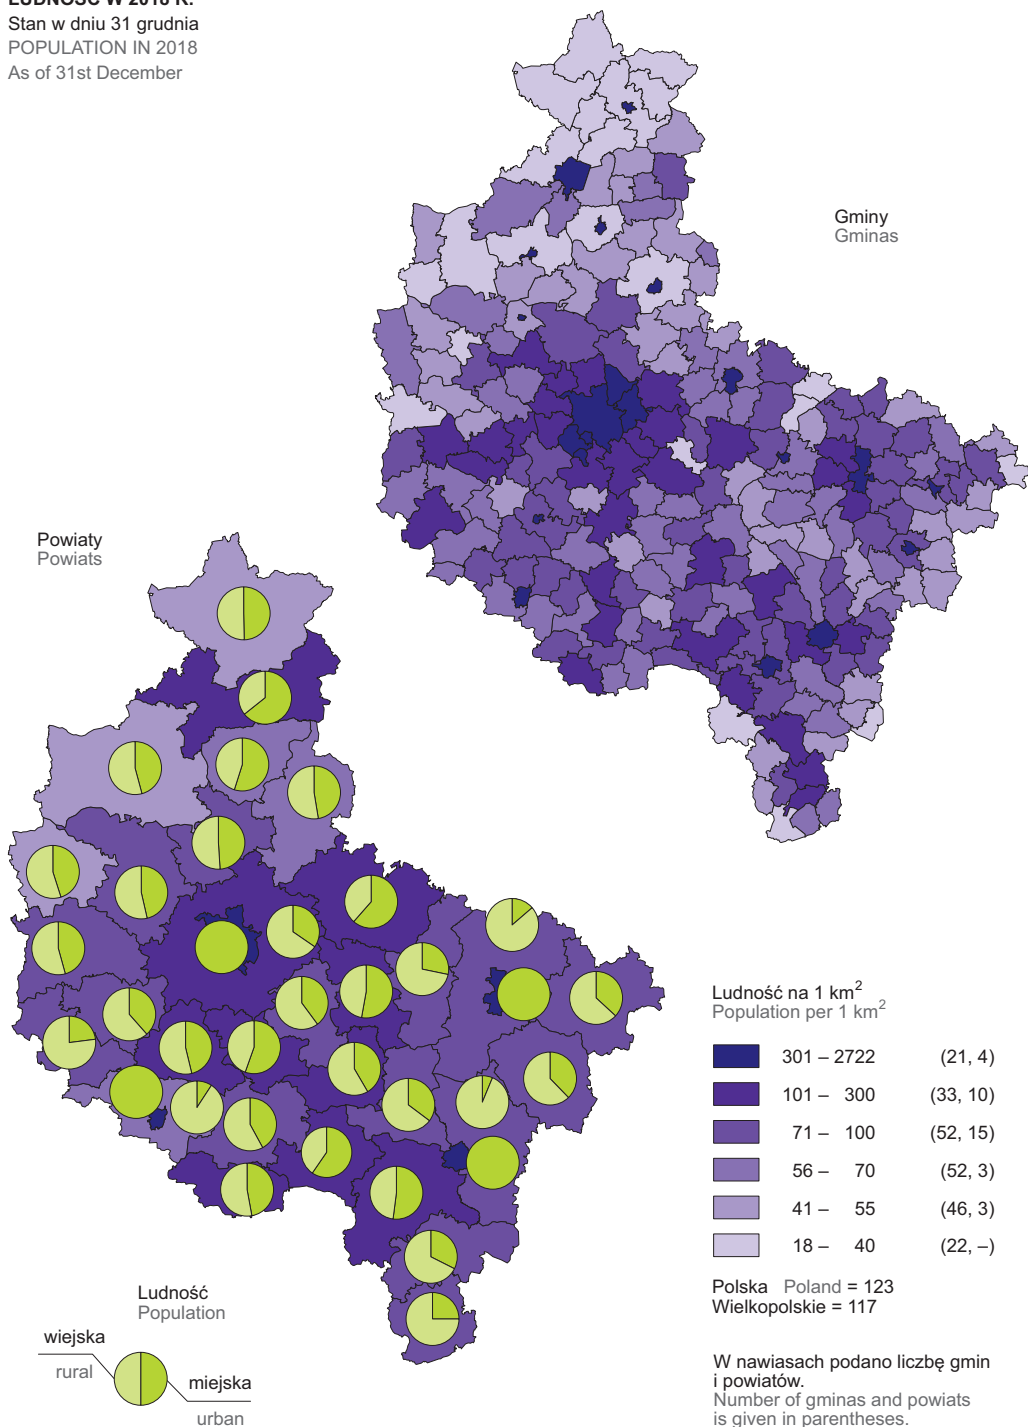 LUDNOŚĆ W 2018 R.
Stan w dniu 31 grudnia
POPULATION IN 2018
As of 31st December
Gminy
Gminas
Powiaty
Powiats
Ludność na 1 km²
Population per 1 km²
301 – 2722 (21, 4)
101 – 300 (33, 10)
71 – 100 (52, 15)
56 – 70 (52, 3)
41 – 55 (46, 3)
18 – 40 (22, –)
Polska Poland = 123
Wielkopolskie = 117
Ludność
Population
wiejska
rural
miejska
urban
W nawiasach podano liczbę gmin
i powiatów.
Number of gminas and powiats
is given in parentheses.